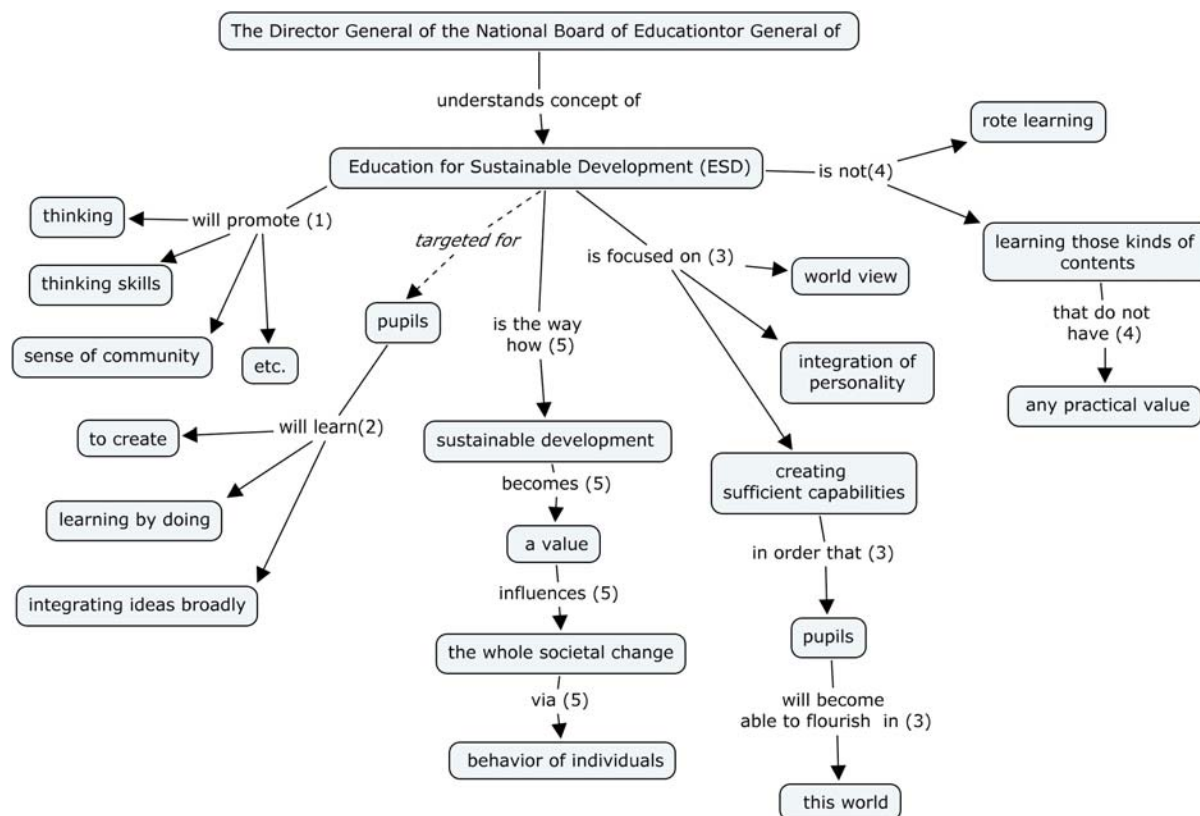 The Director General of the National Board of Educationtor General of
understands concept of
Education for Sustainable Development (ESD)
is not(4)
rote learning
learning those kinds of
contents
that do not
have (4)
any practical value
will promote (1)
thinking
thinking skills
sense of community
etc.
targeted for
pupils
will learn(2)
to create
learning by doing
integrating ideas broadly
is the way
how (5)
sustainable development
becomes (5)
a value
influences (5)
the whole societal change
via (5)
behavior of individuals
is focused on (3)
world view
integration of
personality
creating
sufficient capabilities
in order that (3)
pupils
will become
able to flourish in (3)
this world